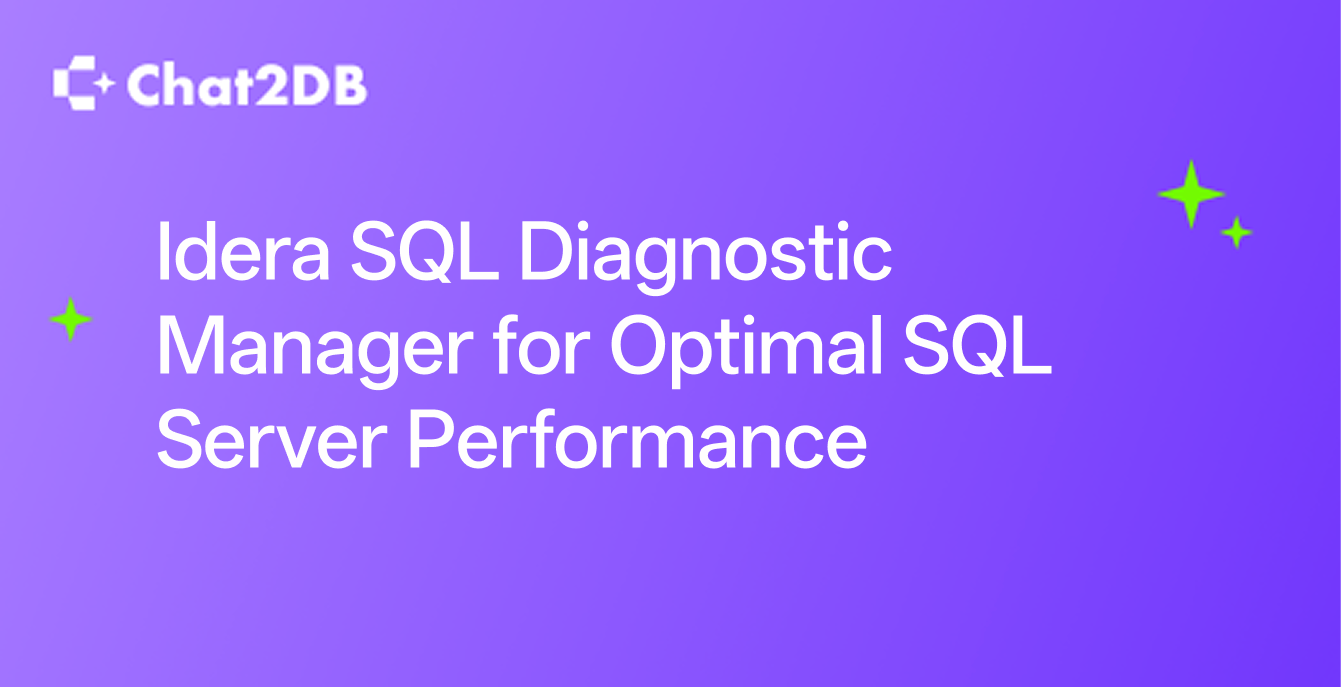 Chat2DB
Idera SQL Diagnostic
Manager for Optimal SQL
Server Performance